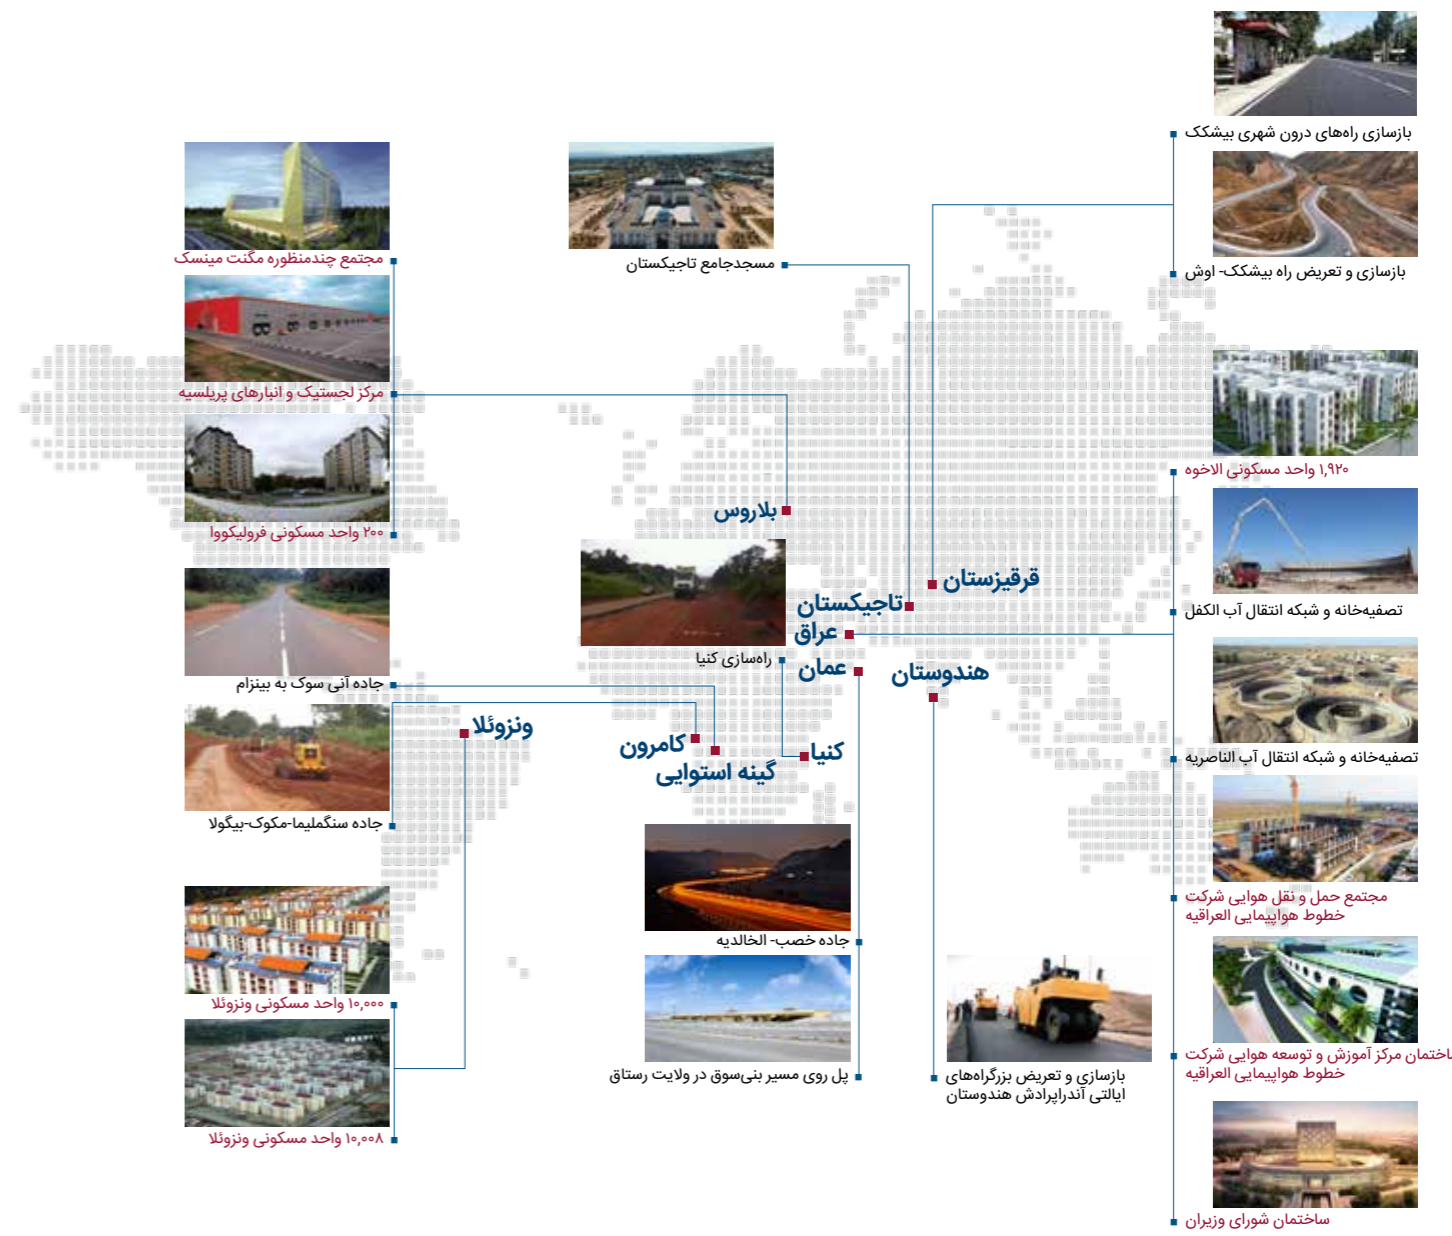 بازسازی راه‌های درون شهری بیشکک
بازسازی و تعریض راه بیشکک- اوش
۱,۹۲۰ واحد مسکونی الاخوه
تصفیه‌خانه و شبکه انتقال آب الکفل
تصفیه‌خانه و شبکه انتقال آب الناصریه
مجتمع حمل و نقل هوایی شرکت
خطوط هواپیمایی العراقیه
ساختمان مرکز آموزش و توسعه هوایی شرکت
خطوط هواپیمایی العراقیه
ساختمان شورای وزیران
مسجدجامع تاجیکستان
بلاروس
قرقیزستان
تاجیکستان
عراق
عمان
هندوستان
راه‌سازی کنیا
کنیا
کامرون
گینه استوایی
ونزوئلا
جاده خصب- الخالدیه
پل روی مسیر بنی‌سوق در ولایت رستاق
بازسازی و تعریض بزرگراه‌های
ایالتی آندراپرادش هندوستان
مجتمع چندمنظوره مگنت مینسک
مرکز لجستیک و انبارهای پریلسیه
۲۰۰ واحد مسکونی فرولیکووا
جاده آنی سوک به بینزام
جاده سنگملیما-مکوک-بیگولا
۱۰,۰۰۰ واحد مسکونی ونزوئلا
۱۰,۰۰۸ واحد مسکونی ونزوئلا